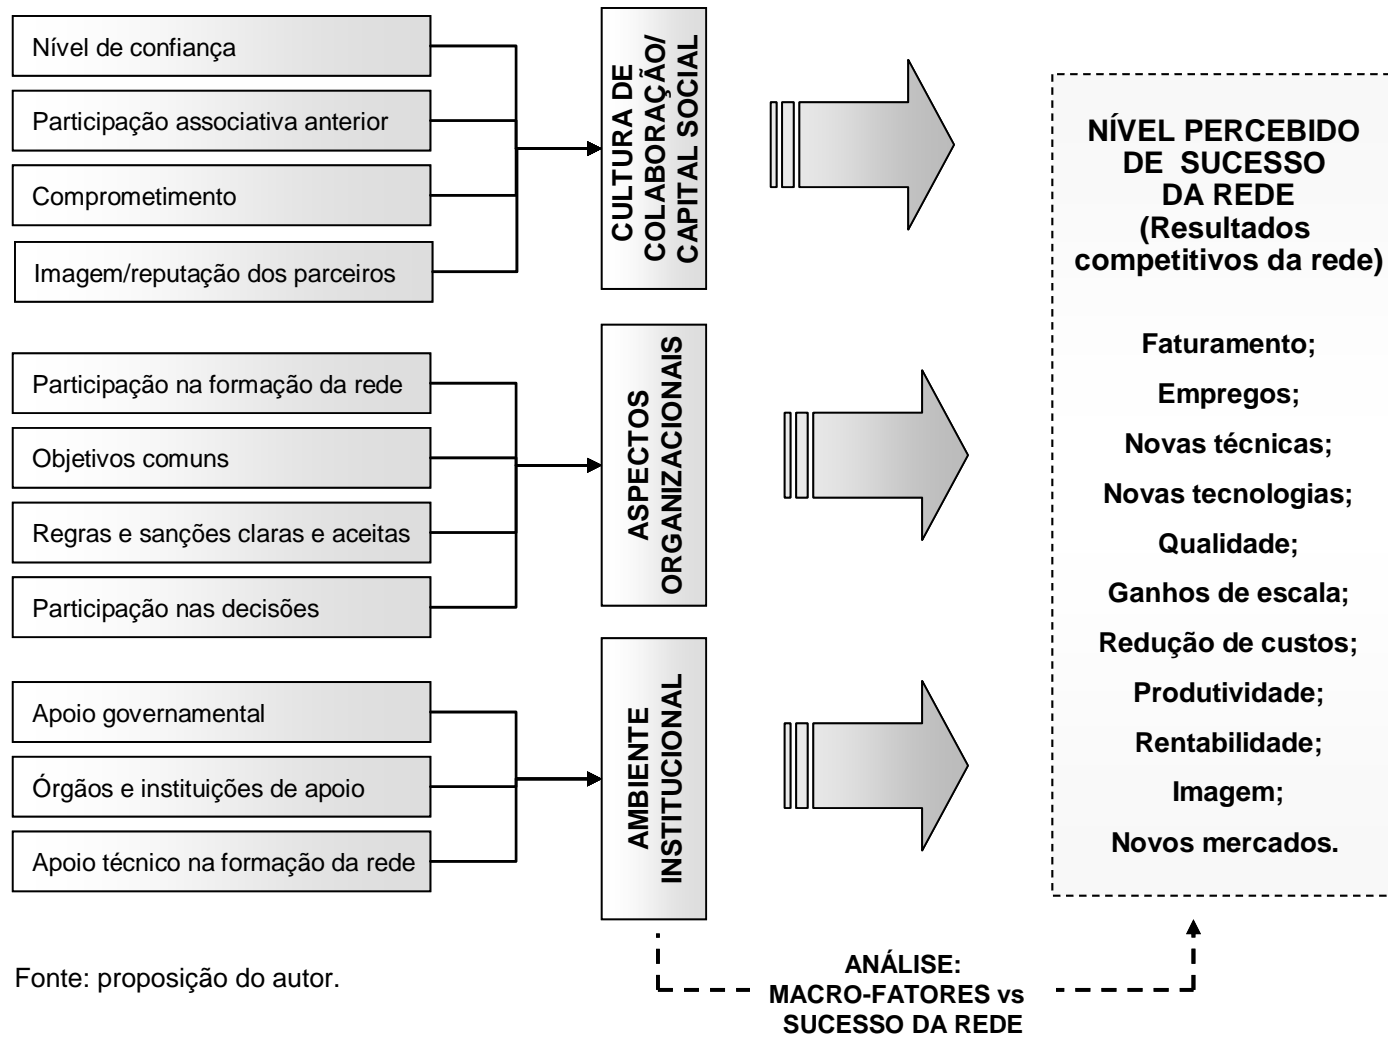 Nível de confiança
Participação associativa anterior
Comprometimento
Imagem/reputação dos parceiros
CULTURA DE
COLABORAÇÃO/
CAPITAL SOCIAL
Participação na formação da rede
Objetivos comuns
Regras e sanções claras e aceitas
Participação nas decisões
ASPECTOS
ORGANIZACIONAIS
Apoio governamental
Órgãos e instituições de apoio
Apoio técnico na formação da rede
AMBIENTE
INSTITUCIONAL
NÍVEL PERCEBIDO
DE SUCESSO
DA REDE
(Resultados
competitivos da rede)
Faturamento;
Empregos;
Novas técnicas;
Novas tecnologias;
Qualidade;
Ganhos de escala;
Redução de custos;
Produtividade;
Rentabilidade;
Imagem;
Novos mercados.
Fonte: proposição do autor.
ANÁLISE:
MACRO-FATORES vs
SUCESSO DA REDE